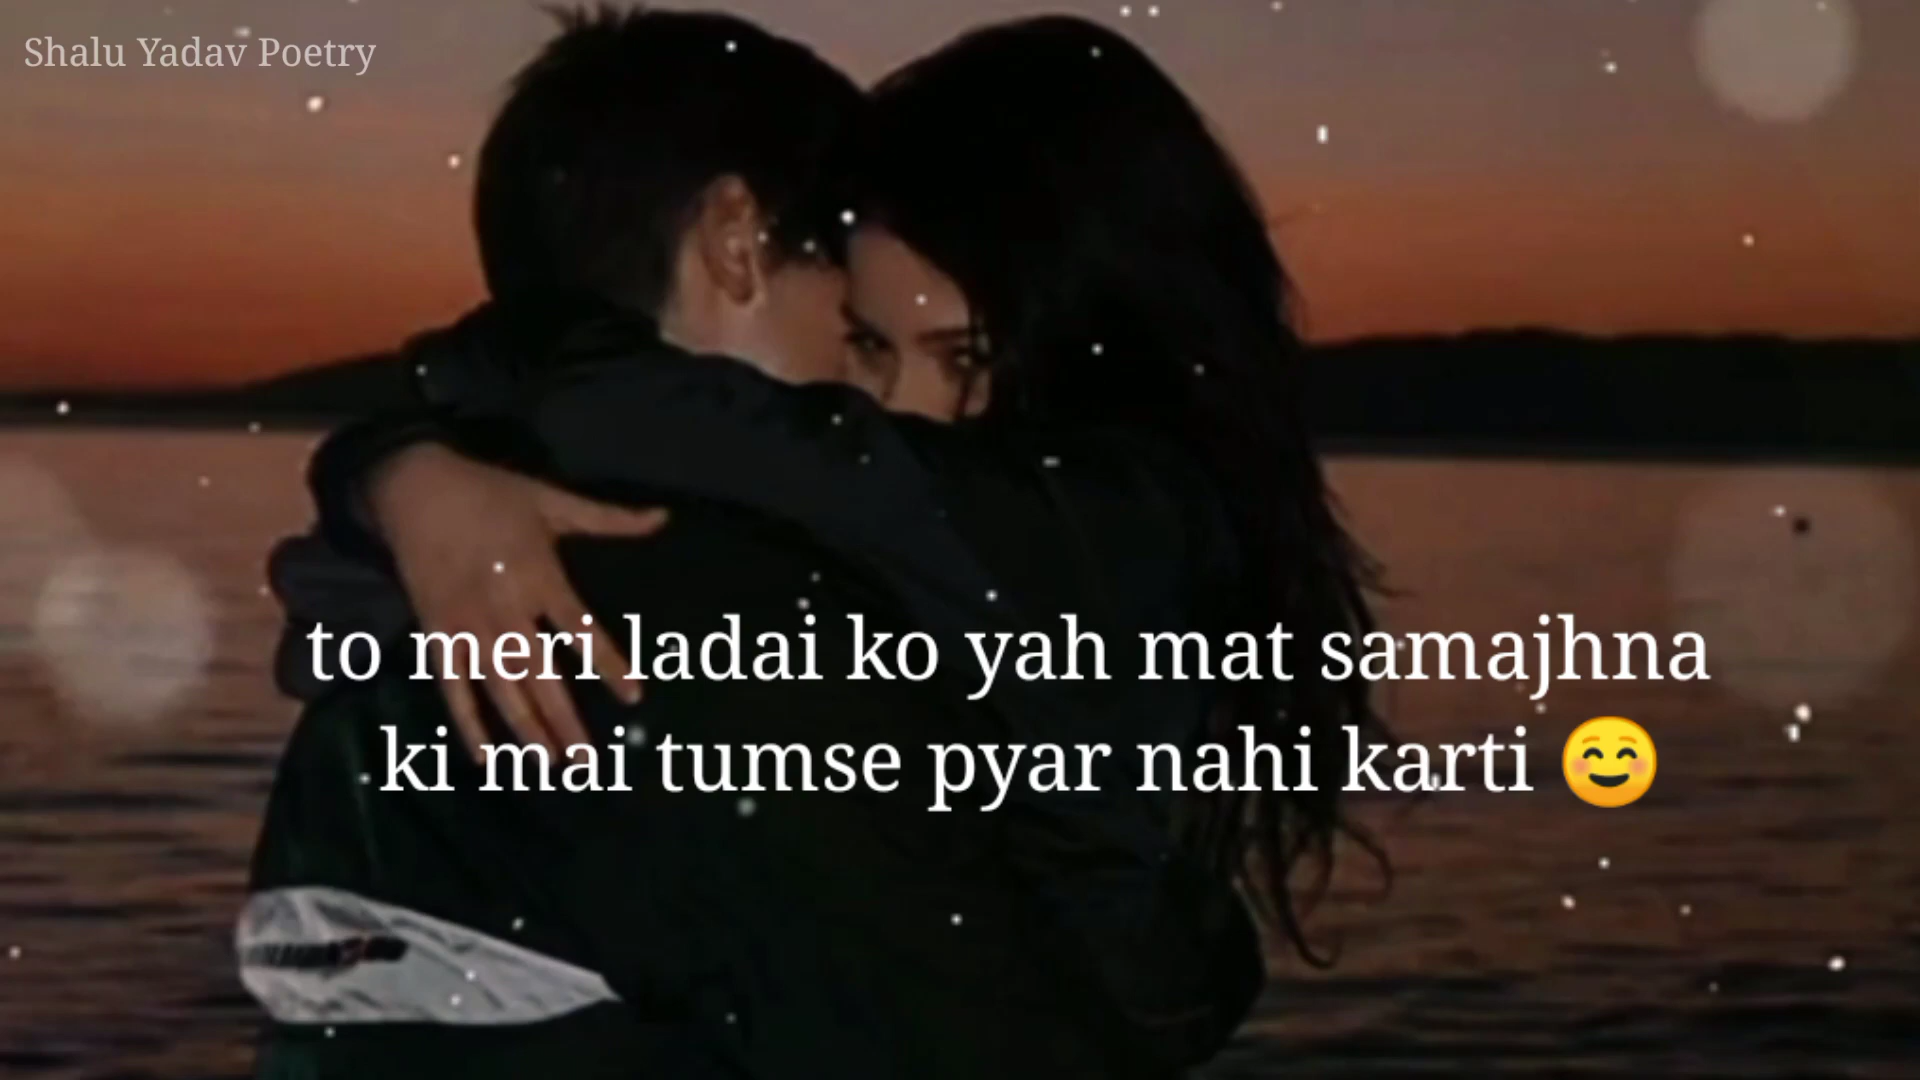 Shalu Yadav Poetry
to meri ladai ko yah mat samajhna
ki mai tumse pyar nahi karti ☺️